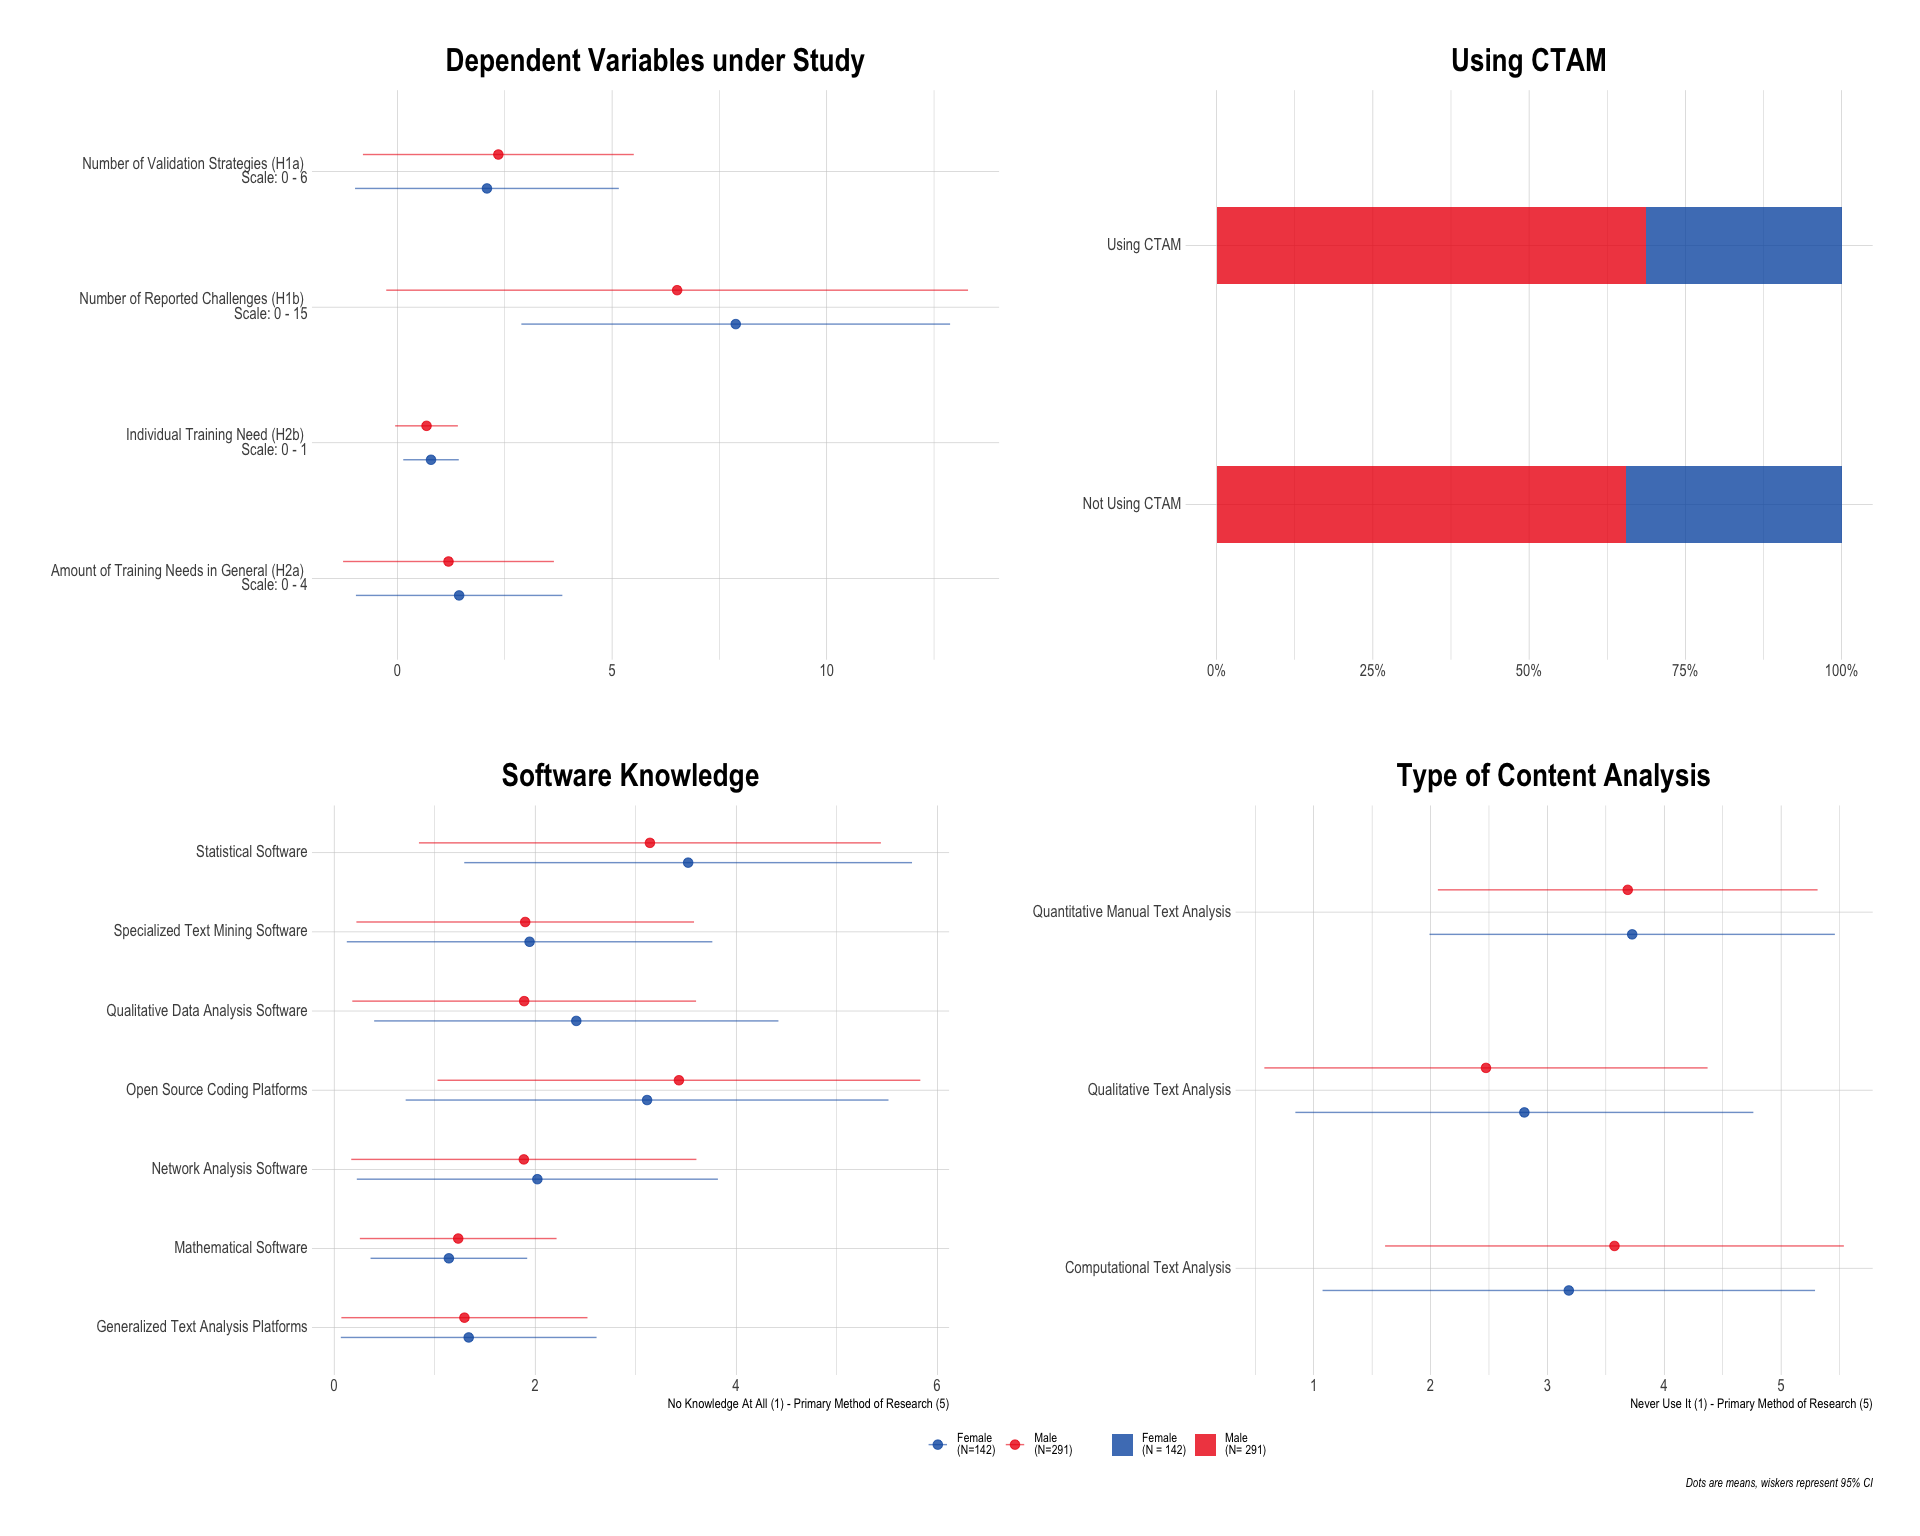 Dependent Variables under Study
Number of Validation Strategies (H1a)
Scale: 0 - 6
Number of Reported Challenges (H1b)
Scale: 0 - 15
Individual Training Need (H2b)
Scale: 0 - 1
Amount of Training Needs in General (H2a)
Scale: 0 - 4
0 5 10
Using CTAM
Using CTAM
Not Using CTAM
0% 25% 50% 75% 100%
Software Knowledge
Statistical Software
Specialized Text Mining Software
Qualitative Data Analysis Software
Open Source Coding Platforms
Network Analysis Software
Mathematical Software
Generalized Text Analysis Platforms
0 2 4 6
No Knowledge At All (1) - Primary Method of Research (5)
Type of Content Analysis
Quantitative Manual Text Analysis
Qualitative Text Analysis
Computational Text Analysis
1 2 3 4 5
Never Use It (1) - Primary Method of Research (5)
Female
(N=142)
Male
(N=291)
Female
(N = 142)
Male
(N= 291)
Dots are means, wiskers represent 95% CI